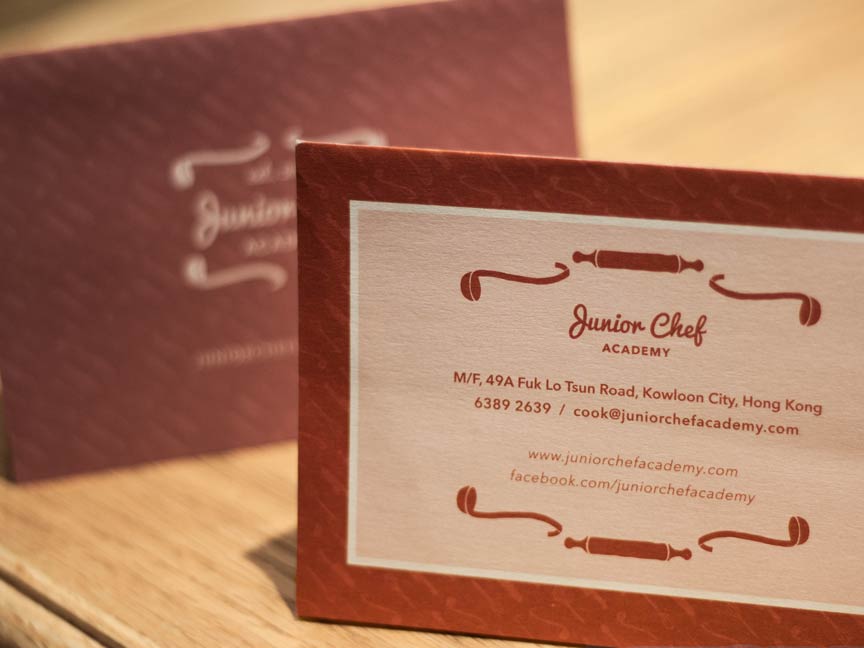 Junior
Junior Chef
ACADEMY
M/F, 49A Fuk Lo Tsun Road, Kowloon City, Hong Kong
6389 2639 / cook@juniorchefacademy.com
www.juniorchefacademy.com
facebook.com/juniorchefacademy